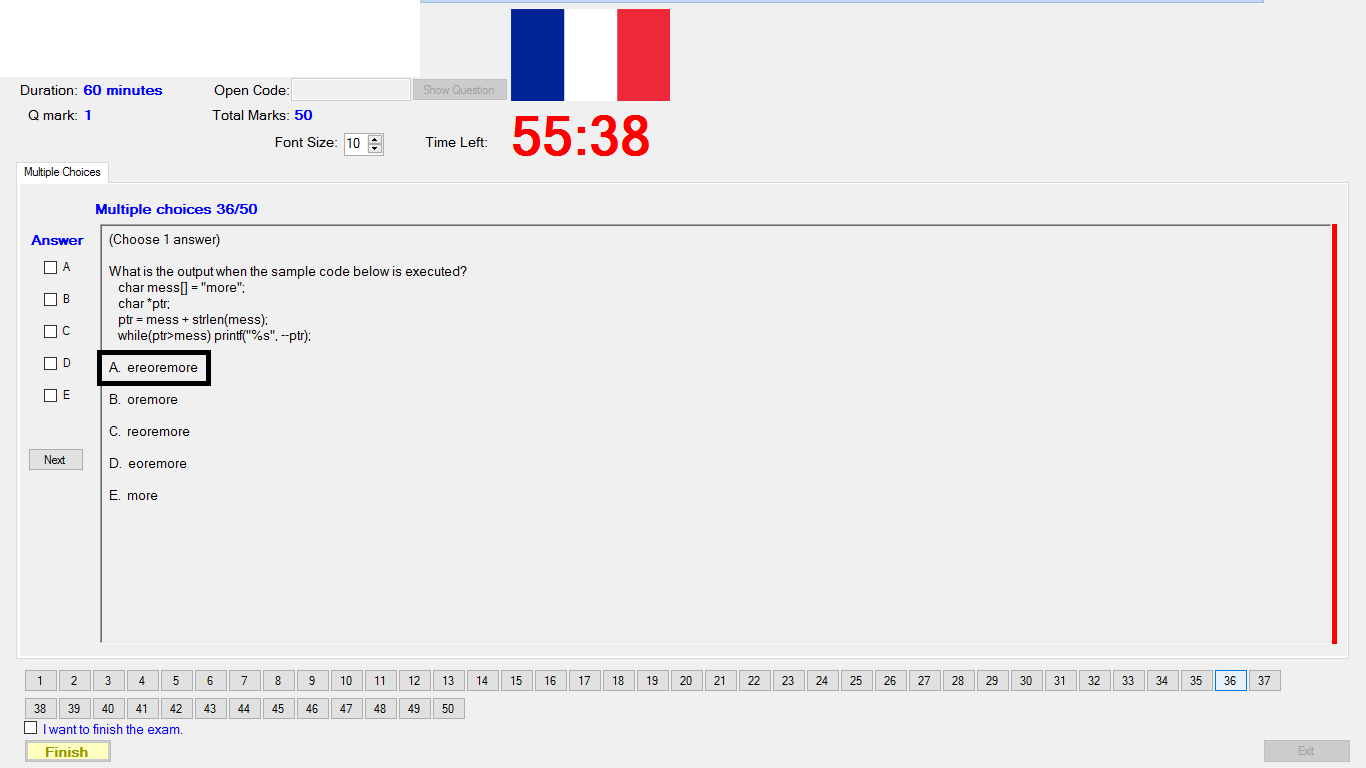 Duration: 60 minutes
Open Code:
Show Question
Q mark: 1
Total Marks: 50
Font Size: 10
Time Left: 55:38
Multiple Choices
Multiple choices 36/50
Answer
A
B
C
D
E
Next
(Choose 1 answer)
What is the output when the sample code below is executed?
char mess[] = "more";
char *ptr;
ptr = mess + strlen(mess);
while(ptr>mess) printf("%s", --ptr);
A. ereoremore
B. oremore
C. reoremore
D. eoremore
E. more
1 2 3 4 5 6 7 8 9 10 11 12 13 14 15 16 17 18 19 20 21 22 23 24 25 26 27 28 29 30 31 32 33 34 35 36 37
38 39 40 41 42 43 44 45 46 47 48 49 50
I want to finish the exam.
Finish
Exit